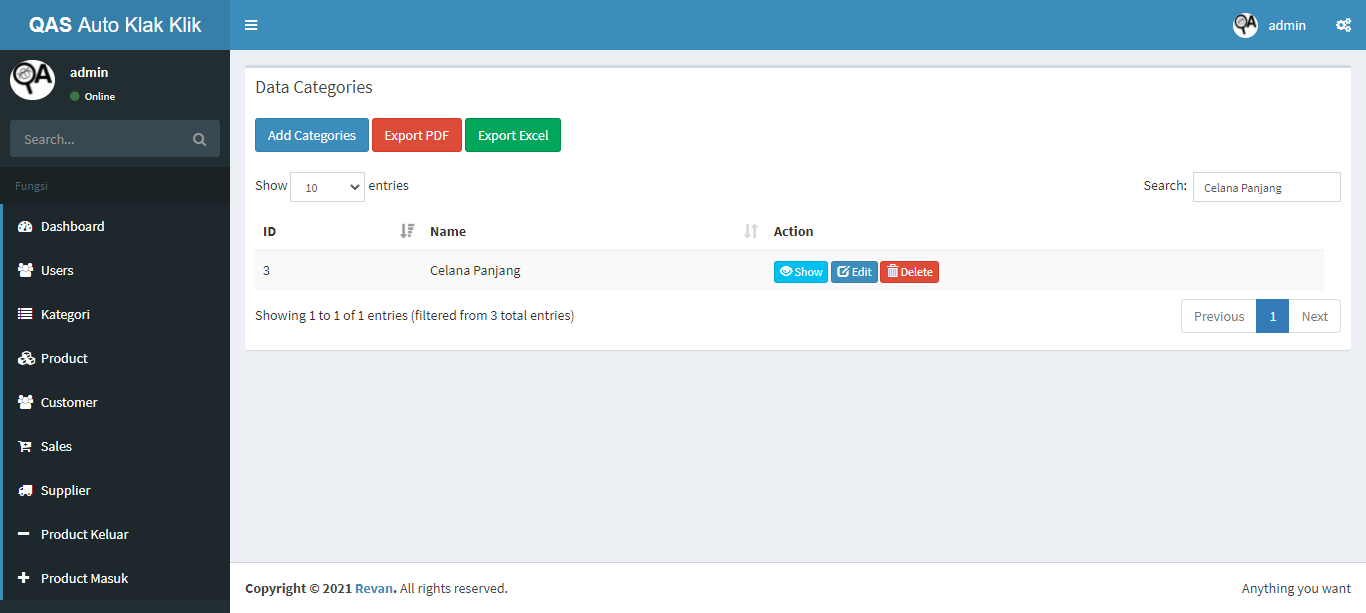 QAS Auto Klak Klik
admin
admin
Online
Search...
Fungsi
Dashboard
Users
Kategori
Product
Customer
Sales
Supplier
Product Keluar
Product Masuk
Data Categories
Add Categories Export PDF Export Excel
Show 10 entries Search: Celana Panjang
ID Name Action
3 Celana Panjang Show Edit Delete
Showing 1 to 1 of 1 entries (filtered from 3 total entries) Previous 1 Next
Copyright © 2021 Revan. All rights reserved. Anything you want